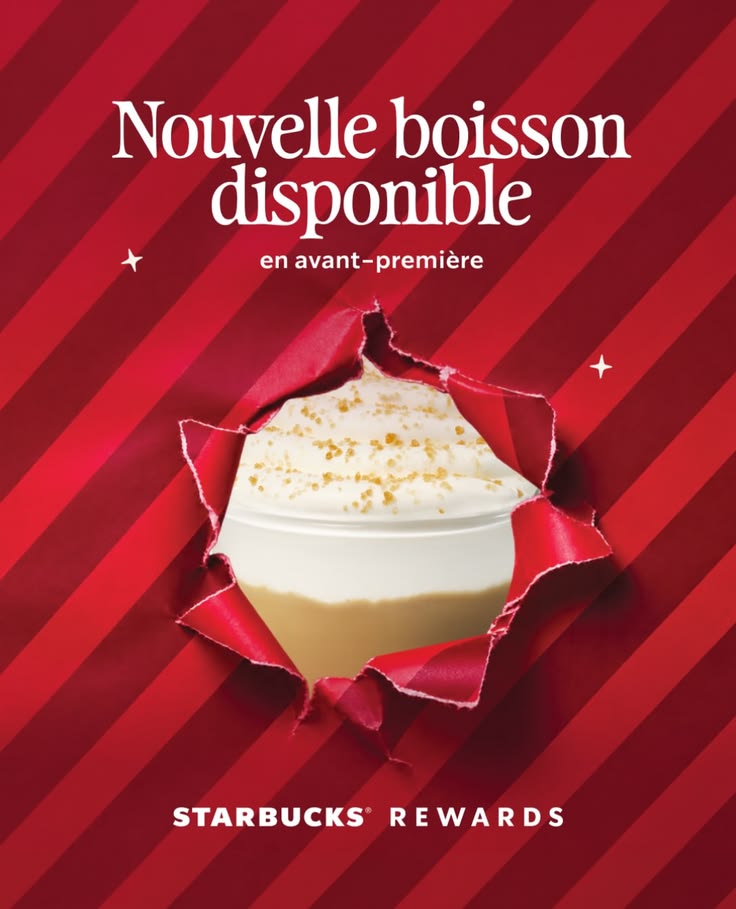 Nouvelle boisson
disponible
en avant-première
STARBUCKS® REWARDS